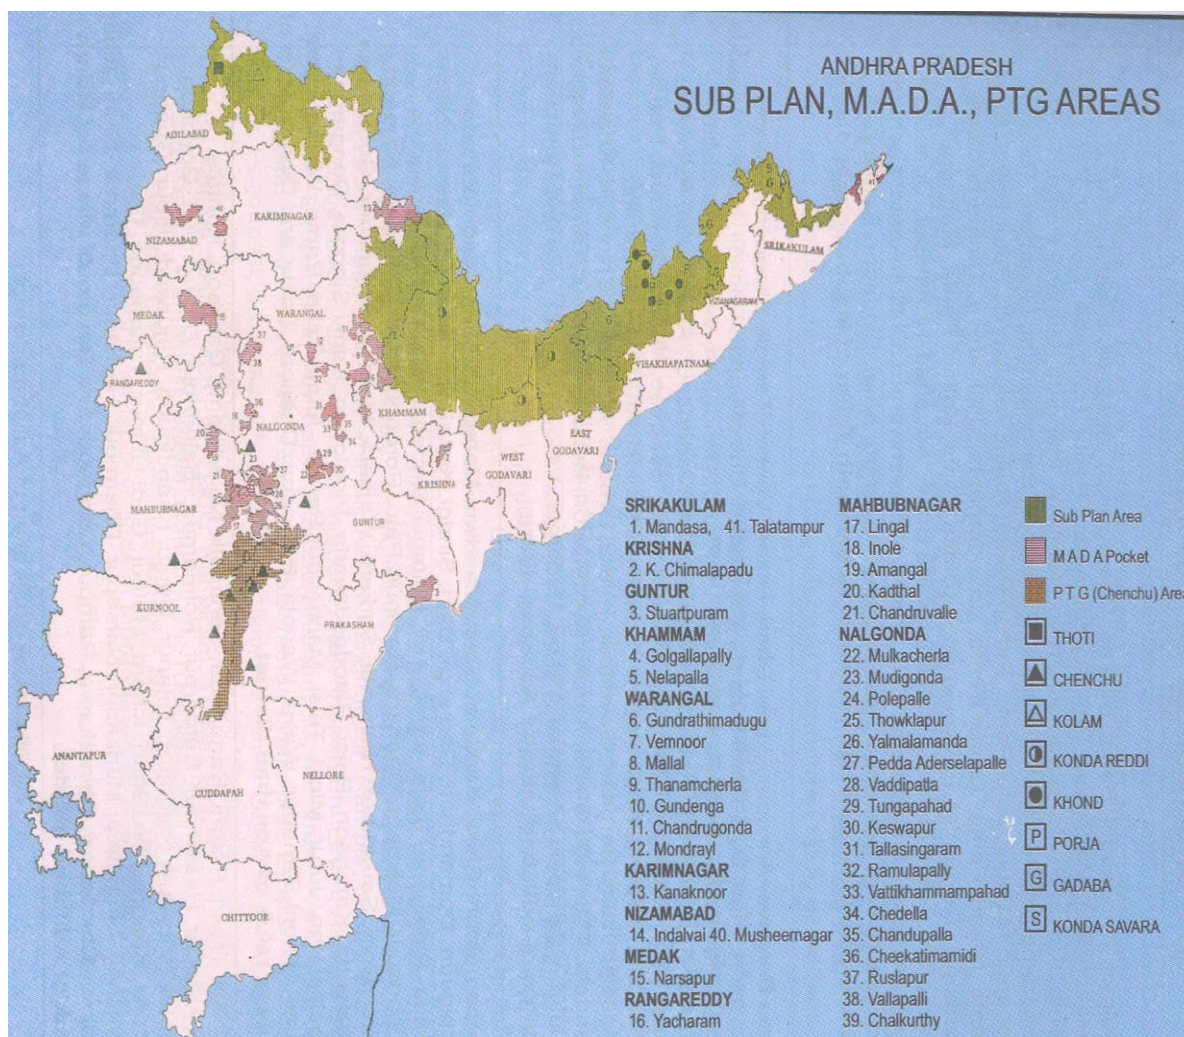 ANDHRA PRADESH
SUB PLAN, M.A.D.A., PTG AREAS
ADILABAD
KARIMNAGAR
NIZAMABAD
SRIKAKULAM
MEDAK
WARANGAL
VIZIANAGARAM
VISAKHAPATNAM
RANGAREDDY
KHAMMAM
NALGONDA
EAST
GODAVARI
WEST
GODAVARI
KRISHNA
MAHBUBNAGAR
GUNTUR
KURNOOL
PRAKASHAM
ANANTAPUR
CUDDAPAH
NELLORE
CHITTOOR
SRIKAKULAM
1. Mandasa, 41. Talatampur
KRISHNA
2. K. Chimalapadu
GUNTUR
3. Stuartpuram
KHAMMAM
4. Golgallapally
5. Nelapalla
WARANGAL
6. Gundrathimadugu
7. Vemnoor
8. Mallal
9. Thanamcherla
10. Gundenga
11. Chandrugonda
12. Mondrayl
KARIMNAGAR
13. Kanaknoor
NIZAMABAD
14. Indalvai 40. Musheernagar
MEDAK
15. Narsapur
RANGAREDDY
16. Yacharam
MAHBUBNAGAR
17. Lingal
18. Inole
19. Amangal
20. Kadthal
21. Chandruvalle
NALGONDA
22. Mulkacherla
23. Mudigonda
24. Polepalle
25. Thowklapur
26. Yalmalamanda
27. Pedda Aderselapalle
28. Vaddipatla
29. Tungapahad
30. Keswapur
31. Tallasingaram
32. Ramulapally
33. Vattikhammampahad
34. Chedella
35. Chandupalla
36. Cheekatimamidi
37. Ruslapur
38. Vallapalli
39. Chalkurthy
Sub Plan Area
M A D A Pocket
P T G (Chenchu) Area
THOTI
CHENCHU
KOLAM
KONDA REDDI
KHOND
P PORJA
G GADABA
S KONDA SAVARA